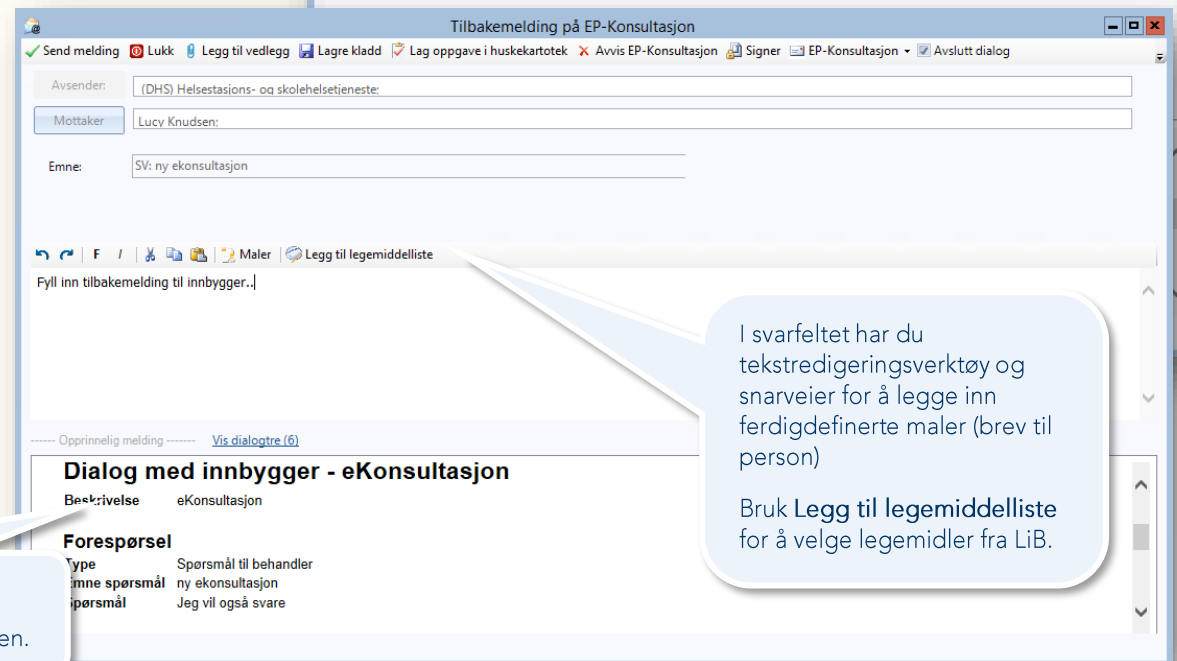 Tilbakemelding på EP-Konsultasjon
Send melding Lukk Legg til vedlegg Lagre kladd Lag oppgave i huskekartotek Avvis EP-Konsultasjon Signer EP-Konsultasjon Avslutt dialog
Avsender: (DHS) Helsestasjons- og skolehelsetjeneste;
Mottaker Lucy Knudsen;
Emne: SV: ny ekonsultasjon
F I Maler Legg til legemiddelliste
Fyll inn tilbakemelding til innbygger..
I svarfeltet har du
tekstredigeringsverktøy og
snarveier for å legge inn
ferdigdefinerte maler (brev til
person)
Bruk Legg til legemiddelliste
for å velge legemidler fra LiB.
------ Opprinnelig melding ------- Vis dialogtre (6)
Dialog med innbygger - eKonsultasjon
Beskrivelse eKonsultasjon
Forespørsel
Type Spørsmål til behandler
Emne spørsmål ny ekonsultasjon
Spørsmål Jeg vil også svare
en.